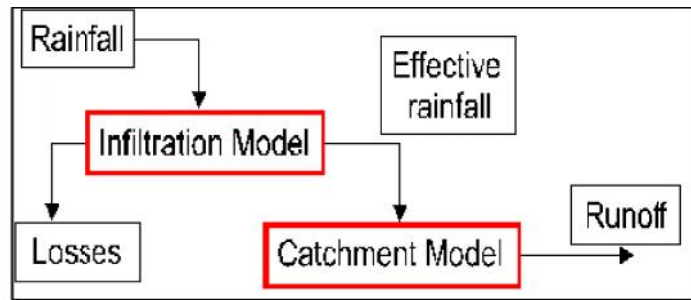 Rainfall
Effective
rainfall
Infiltration Model
Runoff
Losses
Catchment Model